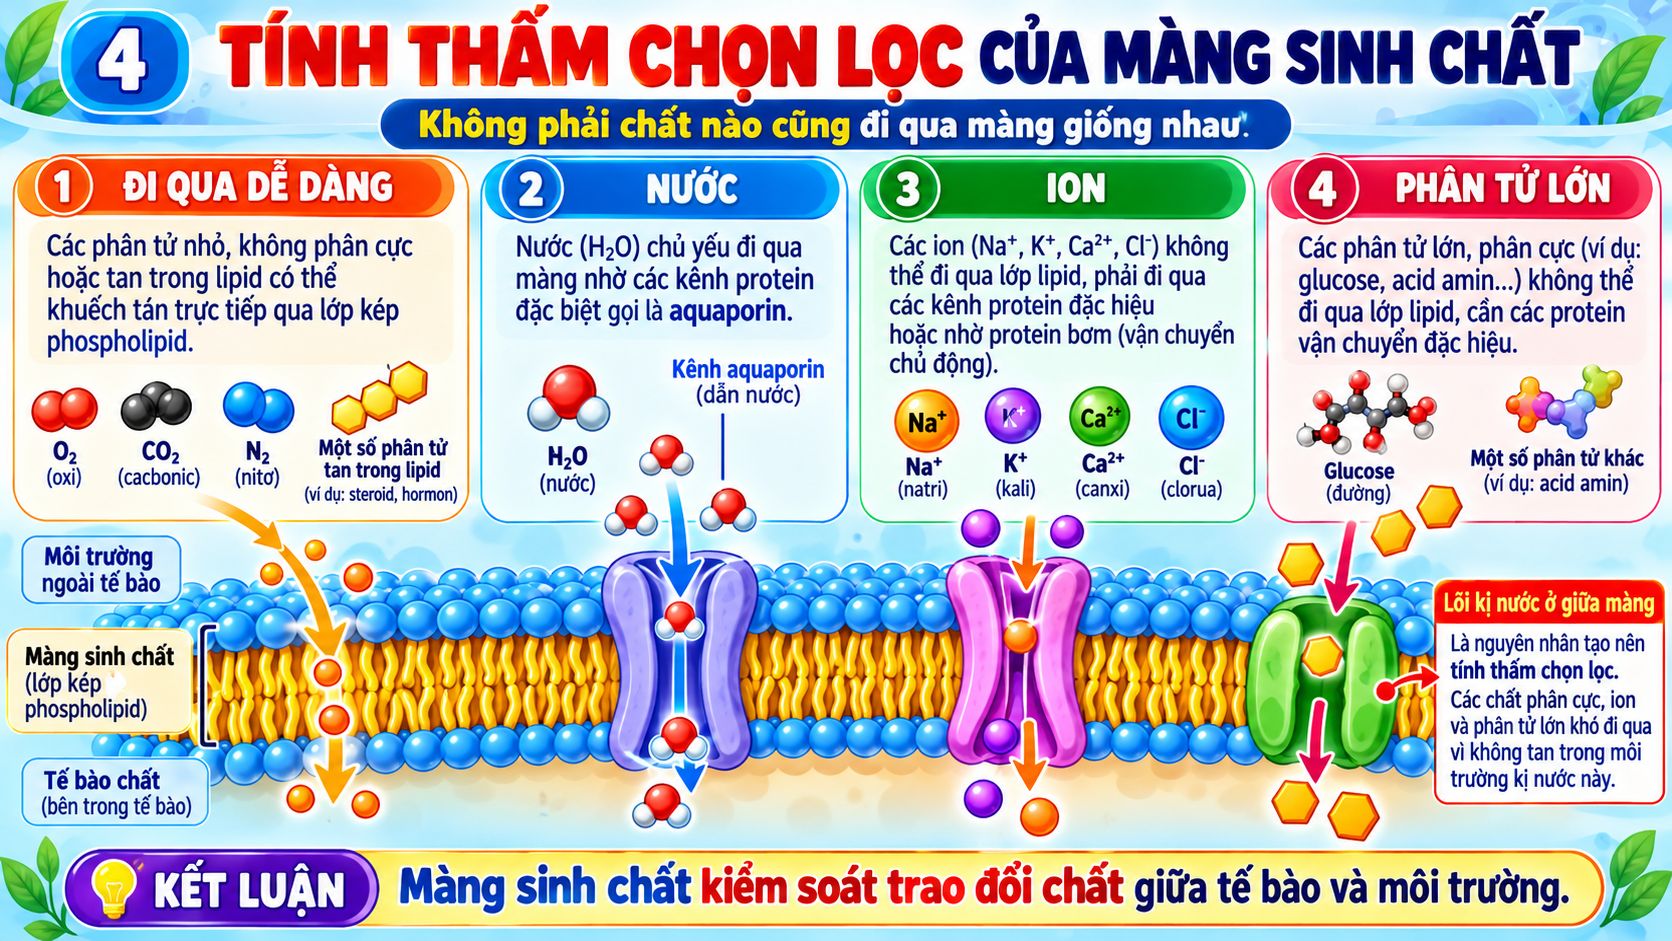 4
TÍNH THẤM CHỌN LỌC CỦA MÀNG SINH CHẤT
Không phải chất nào cũng đi qua màng giống nhau.
1 ĐI QUA DỄ DÀNG
Các phân tử nhỏ, không phân cực
hoặc tan trong lipid có thể
khuếch tán trực tiếp qua lớp kép
phospholipid.
O₂
(oxi)
CO₂
(cacbonic)
N₂
(nitơ)
Một số phân tử
tan trong lipid
(ví dụ: steroid, hormon)
2 NƯỚC
Nước (H₂O) chủ yếu đi qua
màng nhờ các kênh protein
đặc biệt gọi là aquaporin.
Kênh aquaporin
(dẫn nước)
H₂O
(nước)
3 ION
Các ion (Na⁺, K⁺, Ca²⁺, Cl⁻) không
thể đi qua lớp lipid, phải đi qua
các kênh protein đặc hiệu
hoặc nhờ protein bơm (vận chuyển
chủ động).
Na⁺
K⁺
Ca²⁺
Cl⁻
Na⁺
(natri)
K⁺
(kali)
Ca²⁺
(canxi)
Cl⁻
(clorua)
4 PHÂN TỬ LỚN
Các phân tử lớn, phân cực (ví dụ:
glucose, acid amin...) không thể
đi qua lớp lipid, cần các protein
vận chuyển đặc hiệu.
Glucose
(đường)
Một số phân tử khác
(ví dụ: acid amin)
Môi trường
ngoài tế bào
Màng sinh chất
(lớp kép
phospholipid)
Tế bào chất
(bên trong tế bào)
Lõi kị nước ở giữa màng
Là nguyên nhân tạo nên
tính thấm chọn lọc.
Các chất phân cực, ion
và phân tử lớn khó đi qua
vì không tan trong môi
trường kị nước này.
KẾT LUẬN
Màng sinh chất kiểm soát trao đổi chất giữa tế bào và môi trường.